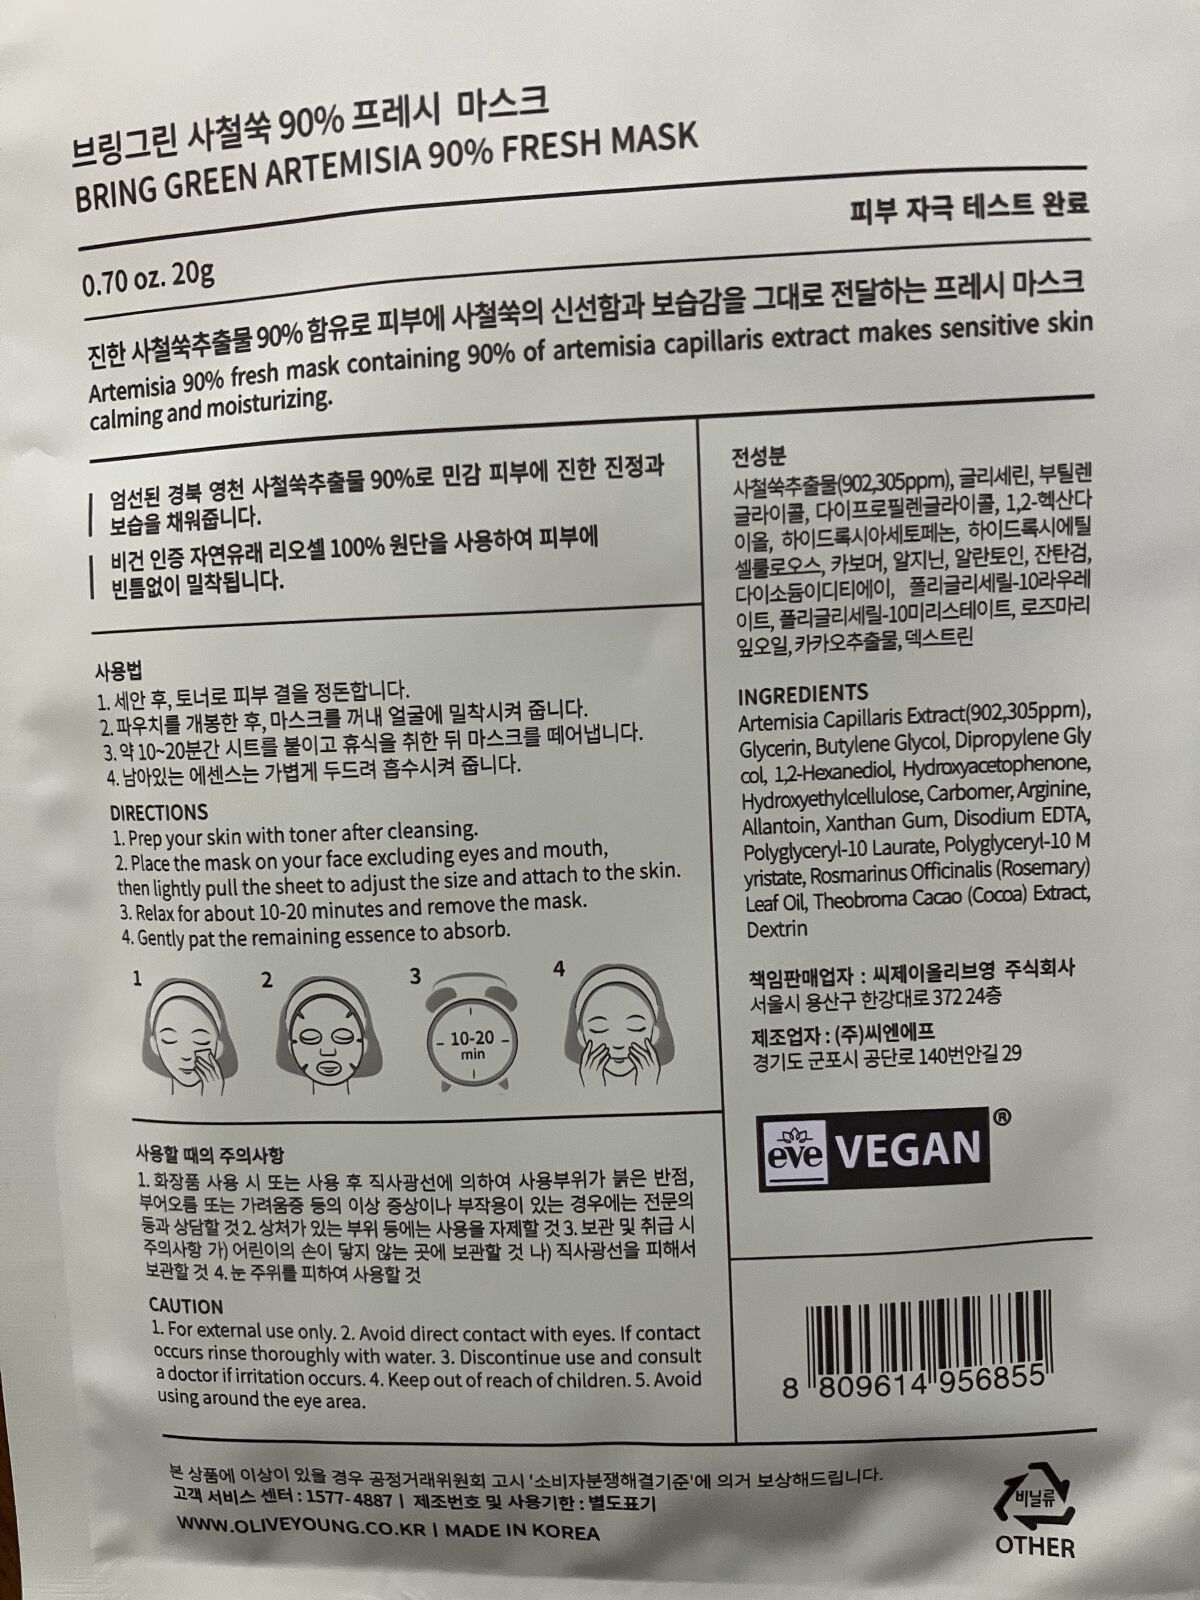 브링그린 사철쑥 90% 프레시 마스크
BRING GREEN ARTEMISIA 90% FRESH MASK
피부 자극 테스트 완료
0.70 oz. 20g
진한 사철쑥추출물 90% 함유로 피부에 사철쑥의 신선함과 보습감을 그대로 전달하는 프레시 마스크
Artemisia 90% fresh mask containing 90% of artemisia capillaris extract makes sensitive skin
calming and moisturizing.
엄선된 경북 영천 사철쑥추출물 90%로 민감 피부에 진한 진정과
보습을 채워줍니다.
비건 인증 자연유래 리오셀 100% 원단을 사용하여 피부에
빈틈없이 밀착됩니다.
사용법
1. 세안 후, 토너로 피부 결을 정돈합니다.
2. 파우치를 개봉한 후, 마스크를 꺼내 얼굴에 밀착시켜 줍니다.
3. 약 10~20분간 시트를 붙이고 휴식을 취한 뒤 마스크를 떼어냅니다.
4. 남아있는 에센스는 가볍게 두드려 흡수시켜 줍니다.
DIRECTIONS
1. Prep your skin with toner after cleansing.
2. Place the mask on your face excluding eyes and mouth,
then lightly pull the sheet to adjust the size and attach to the skin.
3. Relax for about 10-20 minutes and remove the mask.
4. Gently pat the remaining essence to absorb.
1 2 3 4
10-20
min
사용할 때의 주의사항
1. 화장품 사용 시 또는 사용 후 직사광선에 의하여 사용부위가 붉은 반점,
부어오름 또는 가려움증 등의 이상 증상이나 부작용이 있는 경우에는 전문의
등과 상담할 것 2. 상처가 있는 부위 등에는 사용을 자제할 것 3. 보관 및 취급 시
주의사항 가) 어린이의 손이 닿지 않는 곳에 보관할 것 나) 직사광선을 피해서
보관할 것 4. 눈 주위를 피하여 사용할 것
CAUTION
1. For external use only. 2. Avoid direct contact with eyes. If contact
occurs rinse thoroughly with water. 3. Discontinue use and consult
a doctor if irritation occurs. 4. Keep out of reach of children. 5. Avoid
using around the eye area.
전성분
사철쑥추출물(902,305ppm), 글리세린, 부틸렌
글라이콜, 다이프로필렌글라이콜, 1,2-헥산다
이올, 하이드록시아세토페논, 하이드록시에틸
셀룰로오스, 카보머, 알지닌, 알란토인, 잔탄검,
다이소듐이디티에이, 폴리글리세릴-10라우레
이트, 폴리글리세릴-10미리스테이트, 로즈마리
잎오일, 카카오추출물, 덱스트린
INGREDIENTS
Artemisia Capillaris Extract(902,305ppm),
Glycerin, Butylene Glycol, Dipropylene Gly
col, 1,2-Hexanediol, Hydroxyacetophenone,
Hydroxyethylcellulose, Carbomer, Arginine,
Allantoin, Xanthan Gum, Disodium EDTA,
Polyglyceryl-10 Laurate, Polyglyceryl-10 M
yristate, Rosmarinus Officinalis (Rosemary)
Leaf Oil, Theobroma Cacao (Cocoa) Extract,
Dextrin
책임판매업자 : 씨제이올리브영 주식회사
서울시 용산구 한강대로 372 24층
제조업자 : (주)씨엔에프
경기도 군포시 공단로 140번안길 29
eve VEGAN ®
8 809614 956855
본 상품에 이상이 있을 경우 공정거래위원회 고시 '소비자분쟁해결기준'에 의거 보상해드립니다.
고객 서비스 센터 : 1577-4887 | 제조번호 및 사용기한 : 별도표기
WWW.OLIVEYOUNG.CO.KR | MADE IN KOREA
비닐류
OTHER